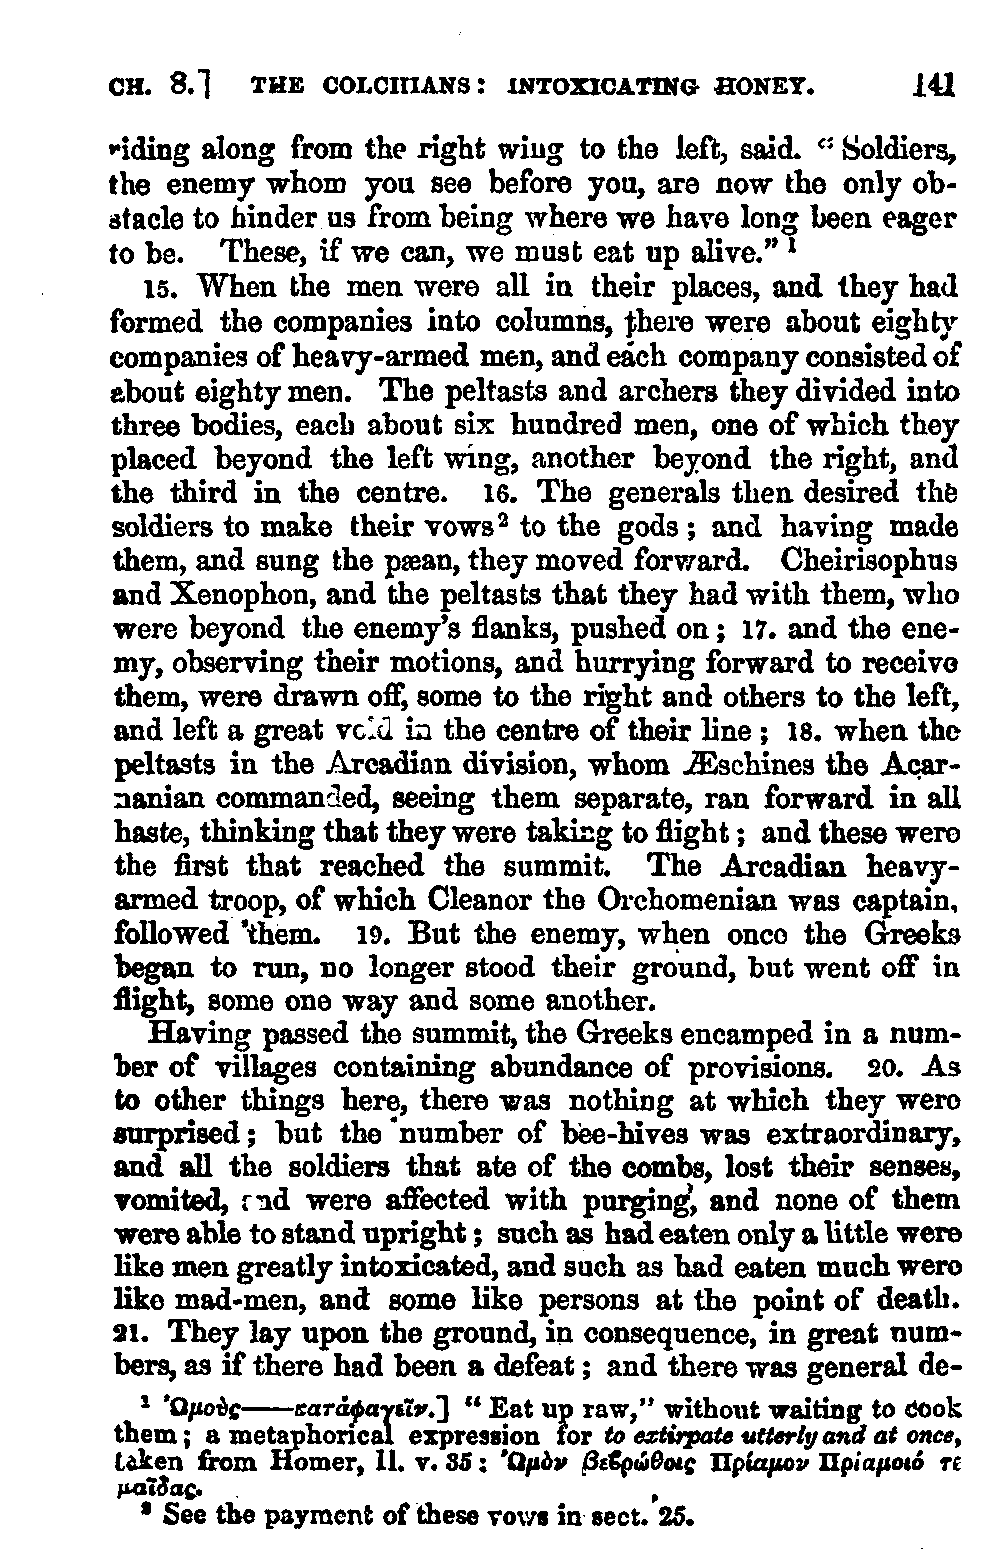 CH. 8.] THE COLCHIANS: INTOXICATING HONEY. 141
riding along from the right wing to the left, said. "Soldiers,
the enemy whom you see before you, are now the only ob-
stacle to hinder us from being where we have long been eager
to be. These, if we can, we must eat up alive." 1
15. When the men were all in their places, and they had
formed the companies into columns, there were about eighty
companies of heavy-armed men, and each company consisted of
about eighty men. The peltasts and archers they divided into
three bodies, each about six hundred men, one of which they
placed beyond the left wing, another beyond the right, and
the third in the centre. 16. The generals then desired the
soldiers to make their vows 2 to the gods; and having made
them, and sung the pæan, they moved forward. Cheirisophus
and Xenophon, and the peltasts that they had with them, who
were beyond the enemy's flanks, pushed on; 17. and the ene-
my, observing their motions, and hurrying forward to receive
them, were drawn off, some to the right and others to the left,
and left a great void in the centre of their line; 18. when the
peltasts in the Arcadian division, whom Æschines the Acar-
nanian commanded, seeing them separate, ran forward in all
haste, thinking that they were taking to flight; and these were
the first that reached the summit. The Arcadian heavy-
armed troop, of which Cleanor the Orchomenian was captain,
followed them. 19. But the enemy, when once the Greeks
began to run, no longer stood their ground, but went off in
flight, some one way and some another.
Having passed the summit, the Greeks encamped in a num-
ber of villages containing abundance of provisions. 20. As
to other things here, there was nothing at which they were
surprised; but the number of bee-hives was extraordinary,
and all the soldiers that ate of the combs, lost their senses,
vomited, and were affected with purging, and none of them
were able to stand upright; such as had eaten only a little were
like men greatly intoxicated, and such as had eaten much were
like mad-men, and some like persons at the point of death.
21. They lay upon the ground, in consequence, in great num-
bers, as if there had been a defeat; and there was general de-
1 Ὠμοὺς——καταφαγεῖν.] "Eat up raw," without waiting to cook
them; a metaphorical expression for to extirpate utterly and at once,
taken from Homer, Il. v. 35: Ὠμὸν βεϐρώθοις Πρίαμον Πριαμοιό τε
παῖδας.
2 See the payment of these vows in sect. 25.